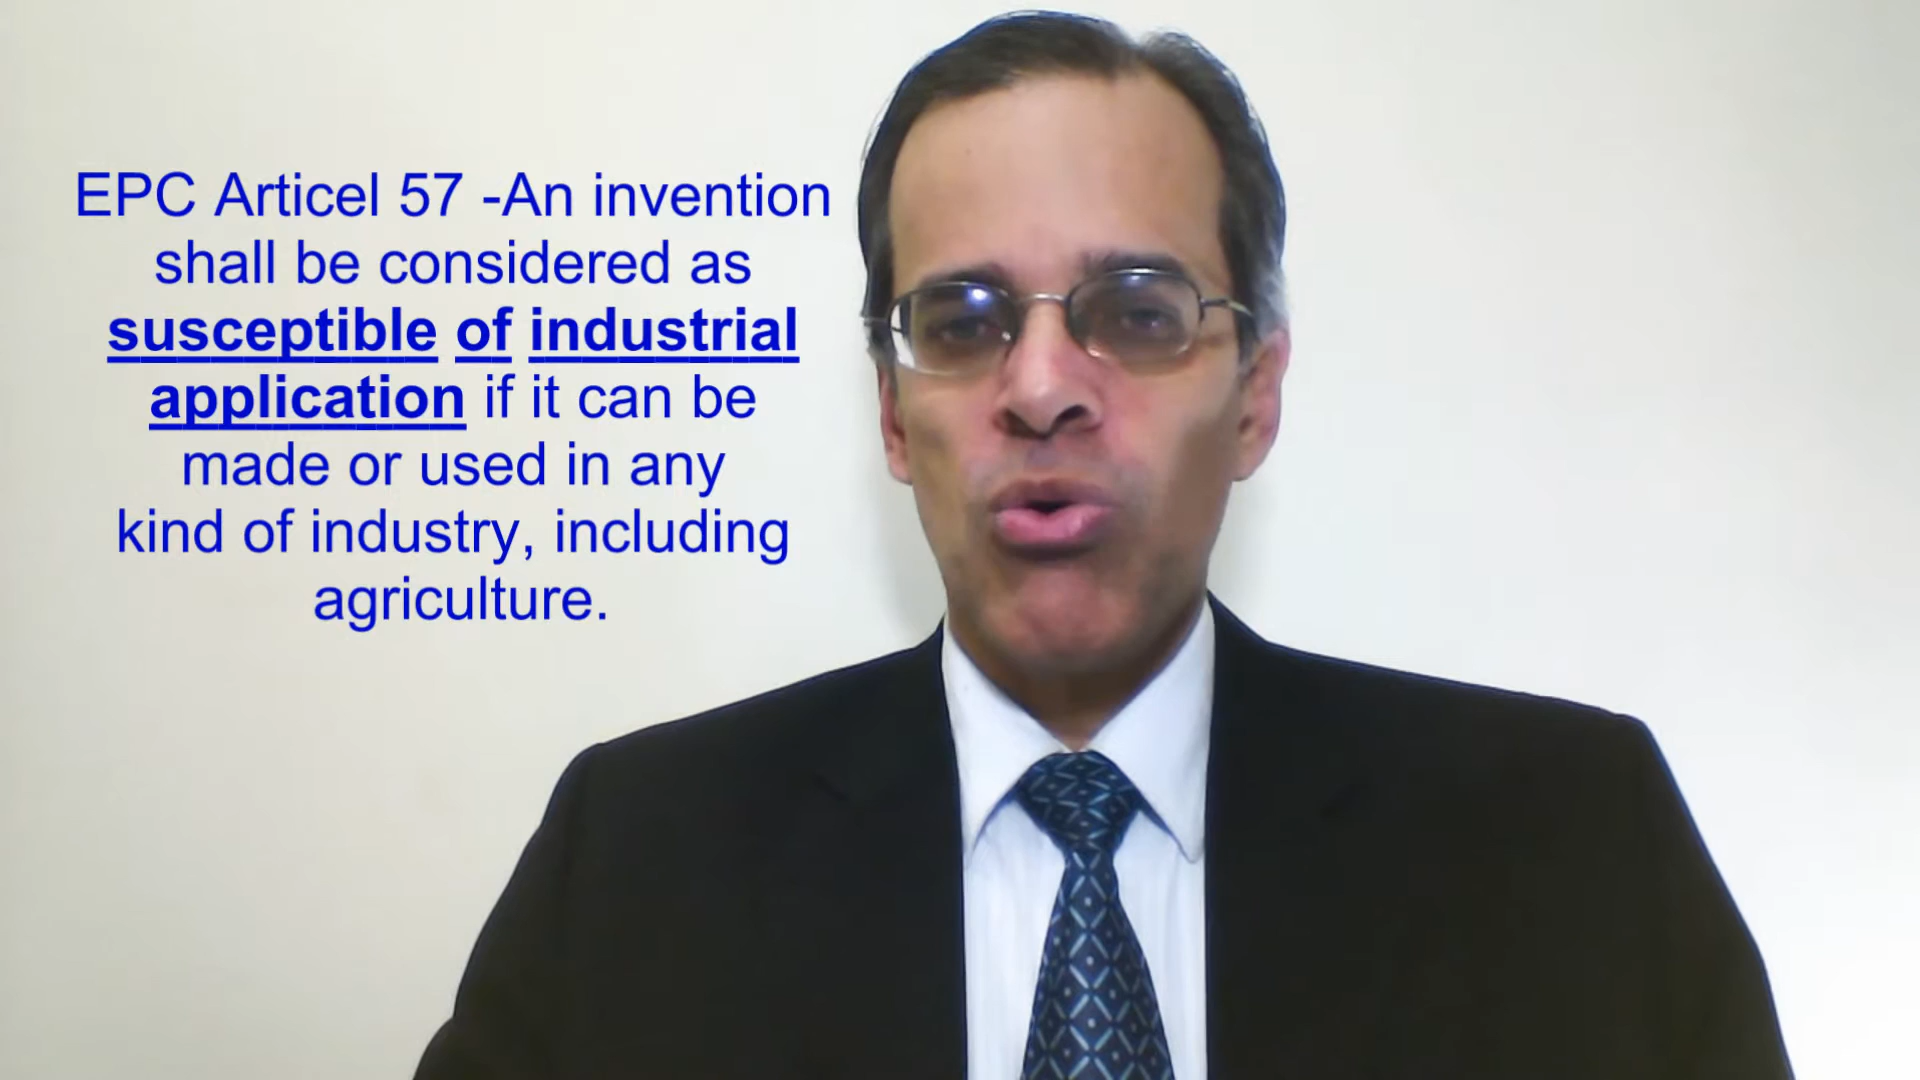 EPC Articel 57 -An invention
shall be considered as
susceptible of industrial
application if it can be
made or used in any
kind of industry, including
agriculture.